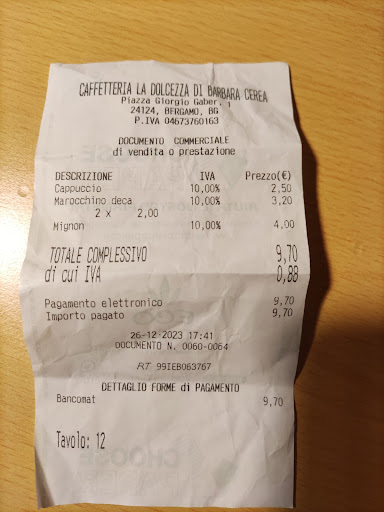 CAFFETTERIA LA DOLCEZZA DI BARBARA CEREA
Piazza Giorgio Gaber, 1
24124, BERGAMO, BG
P.IVA 04673760163
DOCUMENTO COMMERCIALE
di vendita o prestazione
DESCRIZIONE IVA Prezzo(€)
Cappuccio 10,00% 2,50
Marocchino deca 10,00% 3,20
2 x 2,00
Mignon 10,00% 4,00
TOTALE COMPLESSIVO 9,70
di cui IVA 0,88
Pagamento elettronico 9,70
Importo pagato 9,70
26-12-2023 17:41
DOCUMENTO N. 0060-0064
RT 99IEB063767
DETTAGLIO FORME di PAGAMENTO
Bancomat 9,70
Tavolo: 12